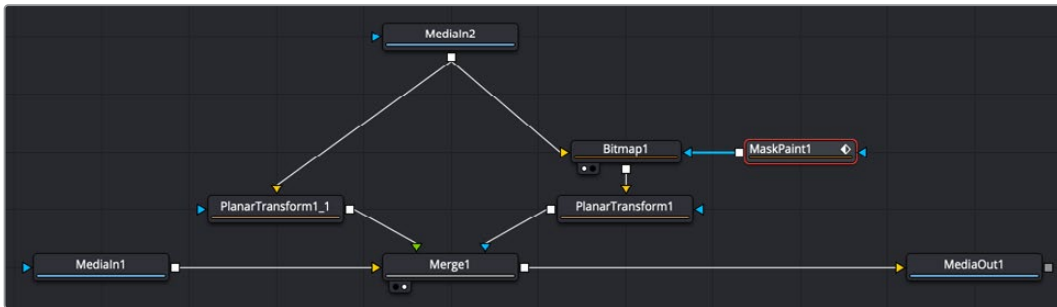 MediaIn2
Bitmap1
MaskPaint1
PlanarTransform1_1
PlanarTransform1
MediaIn1
Merge1
MediaOut1